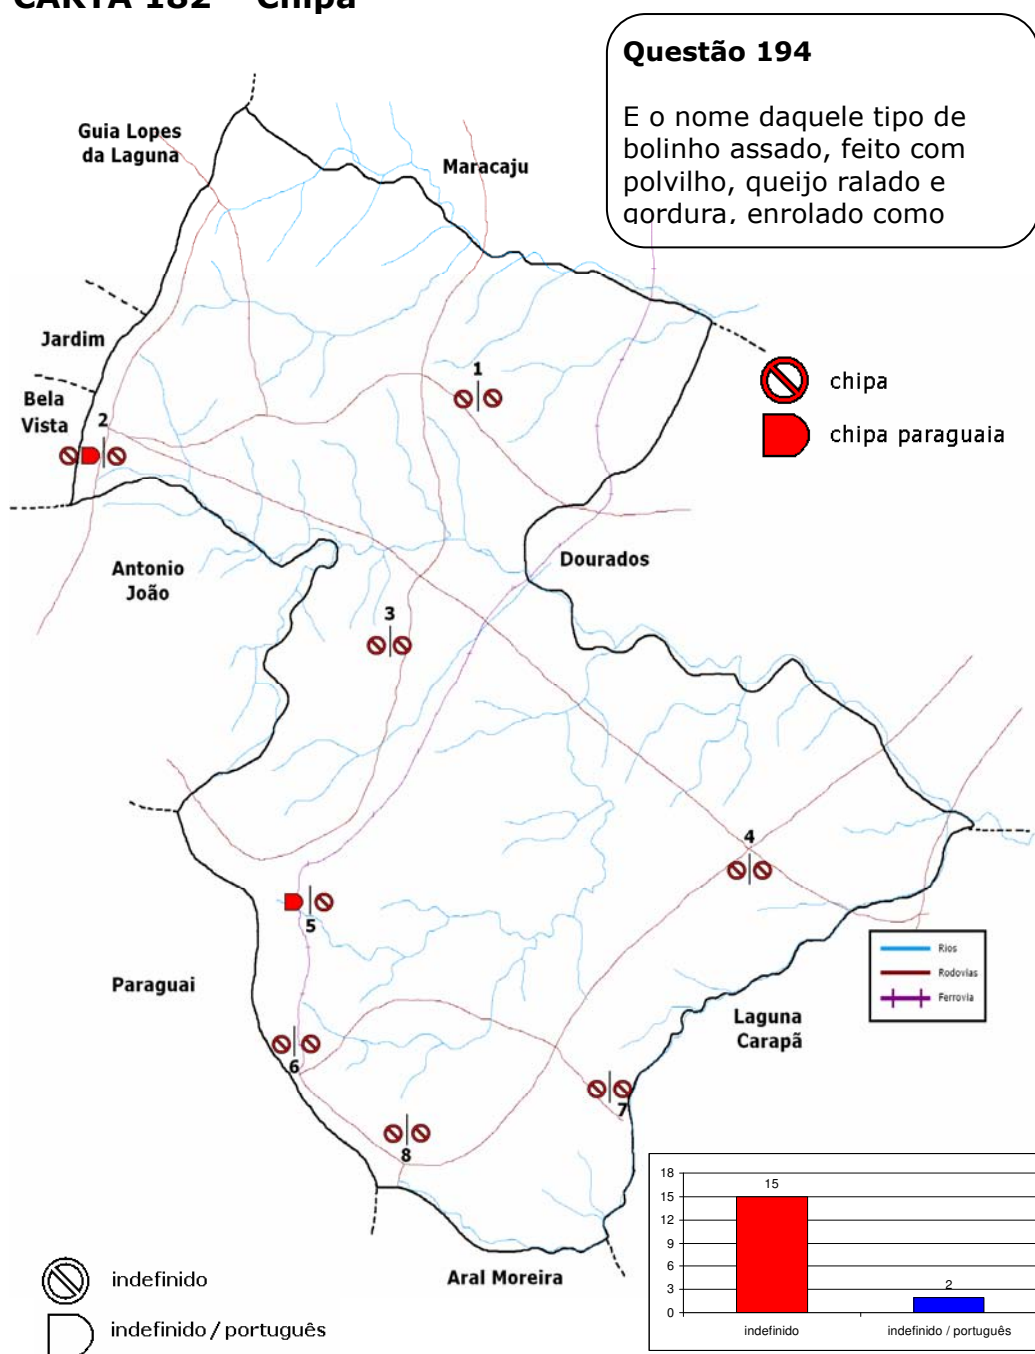 CARTA 182 – Chipa
Questão 194
E o nome daquele tipo de
bolinho assado, feito com
polvilho, queijo ralado e
gordura, enrolado como
Guia Lopes
da Laguna
Maracaju
Jardim
Bela
Vista
1
2
chipa
chipa paraguaia
Antonio
João
Dourados
3
4
5
Paraguai
Rios
Rodovias
Ferrovia
Laguna
Carapã
6
7
8
Aral Moreira
indefinido
indefinido / português
18
15
12
9
6
3
0
15
2
indefinido
indefinido / português